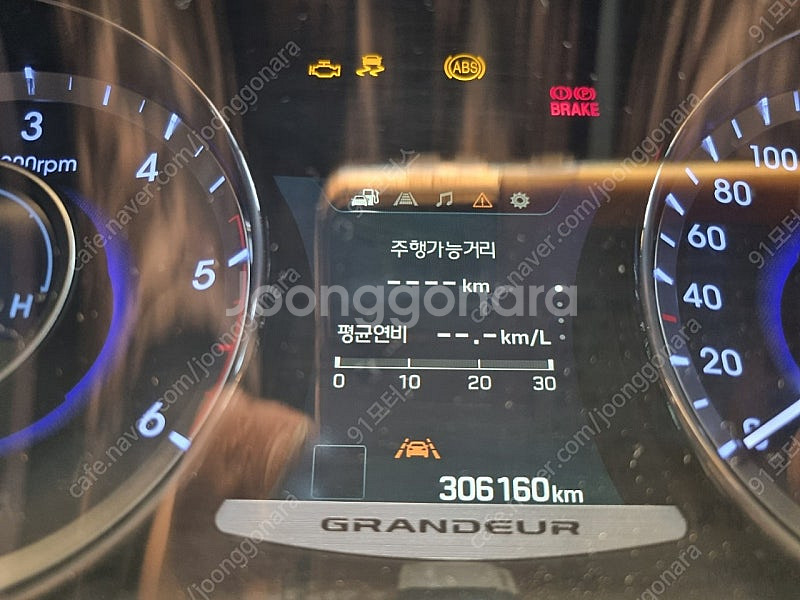 ABS
BRAKE
3
4
5
6
H
100
80
60
40
20
주행가능거리
---- km
평균연비 --.- km/L
0 10 20 30
306160 km
GRANDEUR
Joonggonara
cafe.naver.com/joonggonara
91모터스